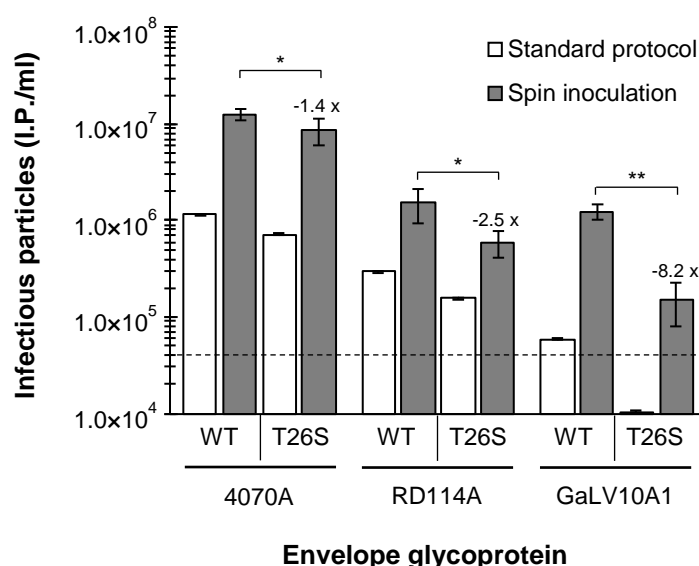 1.0×10⁸
Standard protocol
*
Spin inoculation
-1.4 x
1.0×10⁷
*
**
-2.5 x
1.0×10⁶
-8.2 x
1.0×10⁵
1.0×10⁴
Infectious particles (I.P./ml)
WT T26S WT T26S WT T26S
4070A RD114A GaLV10A1
Envelope glycoprotein